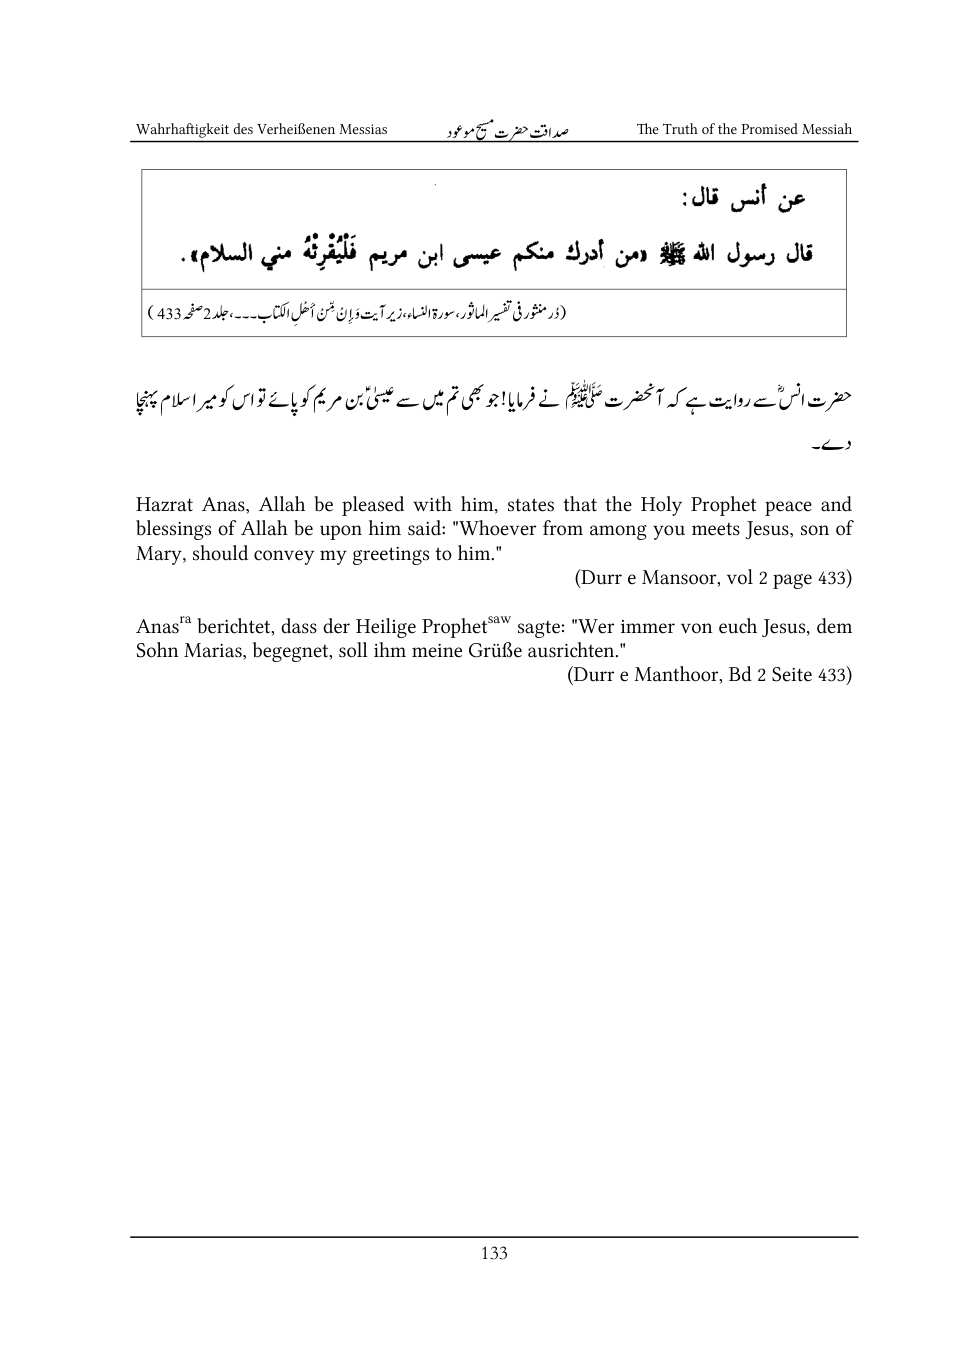 Wahrhaftigkeit des Verheißenen Messias صداقت حضرت مسیح موعود The Truth of the Promised Messiah
عن أنس قال:
قال رسول الله ﷺ «من أدرك منكم عيسى ابن مريم فَلْيُقْرِئْهُ مني السلام».
(دُر منثور فی تفسیر الماثور، سورۃ النساء، زیر آیت وَإِنْ مِّنْ أَهْلِ الكتاب۔۔۔، جلد 2 صفحہ 433 )
حضرت انسؓ سے روایت ہے کہ آنحضرت ﷺ نے فرمایا! جو بھی تم میں سے عیسیٰؑ بن مریم کو پائے تو اس کو میرا سلام پہنچا
دے۔
Hazrat Anas, Allah be pleased with him, states that the Holy Prophet peace and
blessings of Allah be upon him said: "Whoever from among you meets Jesus, son of
Mary, should convey my greetings to him."
(Durr e Mansoor, vol 2 page 433)
Anasra berichtet, dass der Heilige Prophetsaw sagte: "Wer immer von euch Jesus, dem
Sohn Marias, begegnet, soll ihm meine Grüße ausrichten."
(Durr e Manthoor, Bd 2 Seite 433)
133